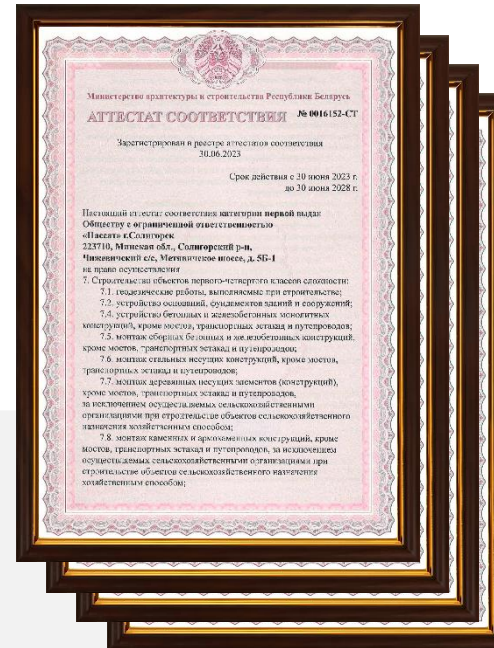 Министерство архитектуры и строительства Республики Беларусь
АТТЕСТАТ СООТВЕТСТВИЯ № 0016152-СТ
Зарегистрирован в реестре аттестатов соответствия
30.06.2023
Срок действия с 30 июня 2023 г.
до 30 июня 2028 г.
Настоящий аттестат соответствия категории первой выдан
Обществу с ограниченной ответственностью
«Пассат» г.Солигорск
223710, Минская обл., Солигорский р-н,
Чижевичский с/с, Метявичское шоссе, д. 5Б-1
на право осуществления
7. Строительство объектов первого-четвертого классов сложности:
7.1. геодезические работы, выполняемые при строительстве;
7.2. устройство оснований, фундаментов зданий и сооружений;
7.4. устройство бетонных и железобетонных монолитных
конструкций, кроме мостов, транспортных эстакад и путепроводов;
7.5. монтаж сборных бетонных и железобетонных конструкций,
кроме мостов, транспортных эстакад и путепроводов;
7.6. монтаж стальных несущих конструкций, кроме мостов,
транспортных эстакад и путепроводов;
7.7. монтаж деревянных несущих элементов (конструкций),
кроме мостов, транспортных эстакад и путепроводов,
за исключением осуществляемых сельскохозяйственными
организациями при строительстве объектов сельскохозяйственного
назначения хозяйственным способом;
7.8. монтаж каменных и армокаменных конструкций, кроме
мостов, транспортных эстакад и путепроводов, за исключением
осуществляемых сельскохозяйственными организациями при
строительстве объектов сельскохозяйственного назначения
хозяйственным способом;